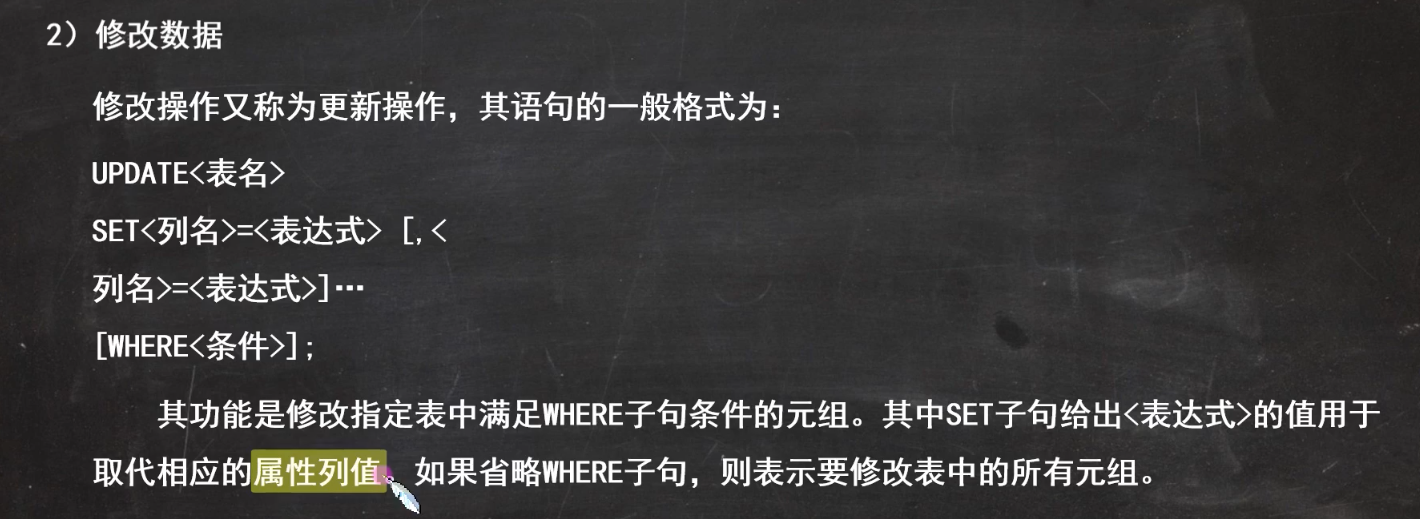 2）修改数据
修改操作又称为更新操作，其语句的一般格式为：
UPDATE<表名>
SET<列名>=<表达式> [,<
列名>=<表达式>]…
[WHERE<条件>];
其功能是修改指定表中满足WHERE子句条件的元组。其中SET子句给出<表达式>的值用于
取代相应的属性列值。如果省略WHERE子句，则表示要修改表中的所有元组。